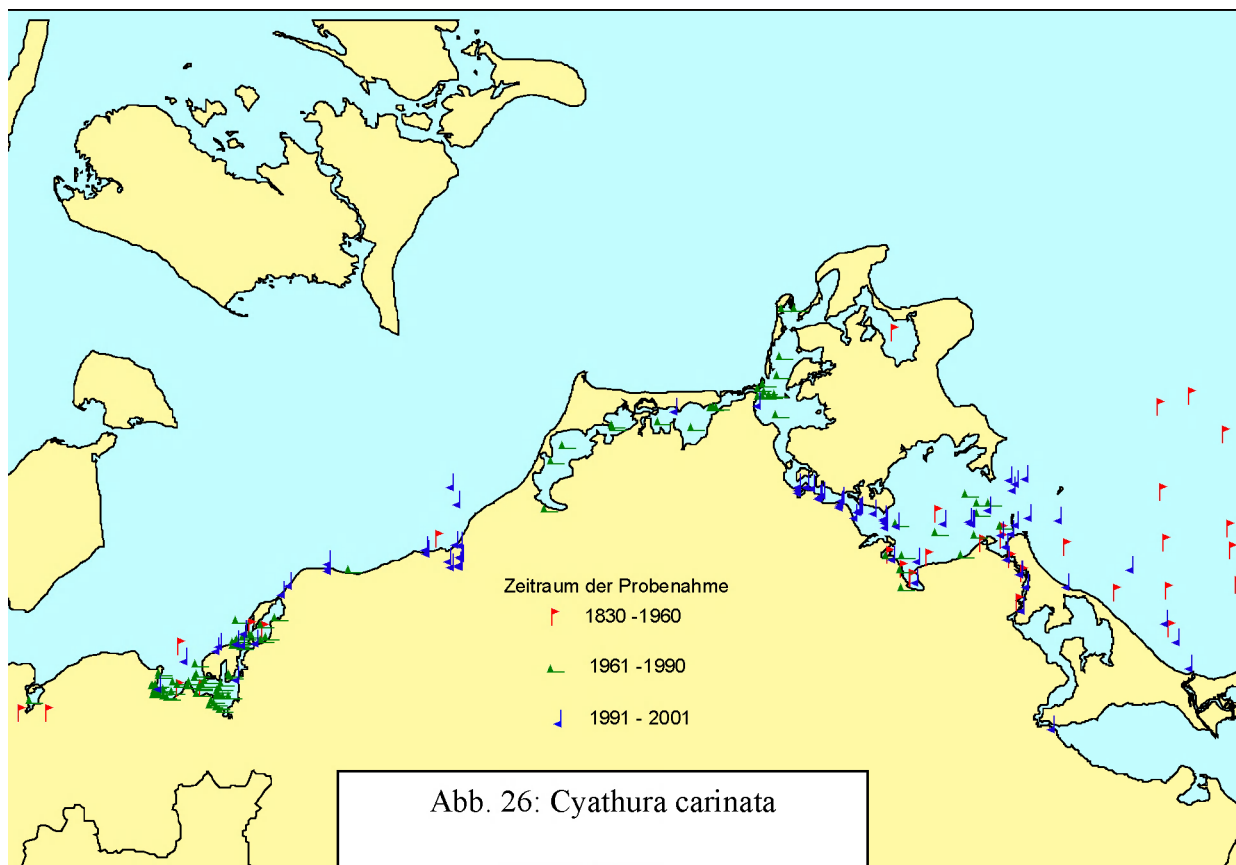 Zeitraum der Probenahme
1830 -1960
1961 -1990
1991 - 2001
Abb. 26: Cyathura carinata